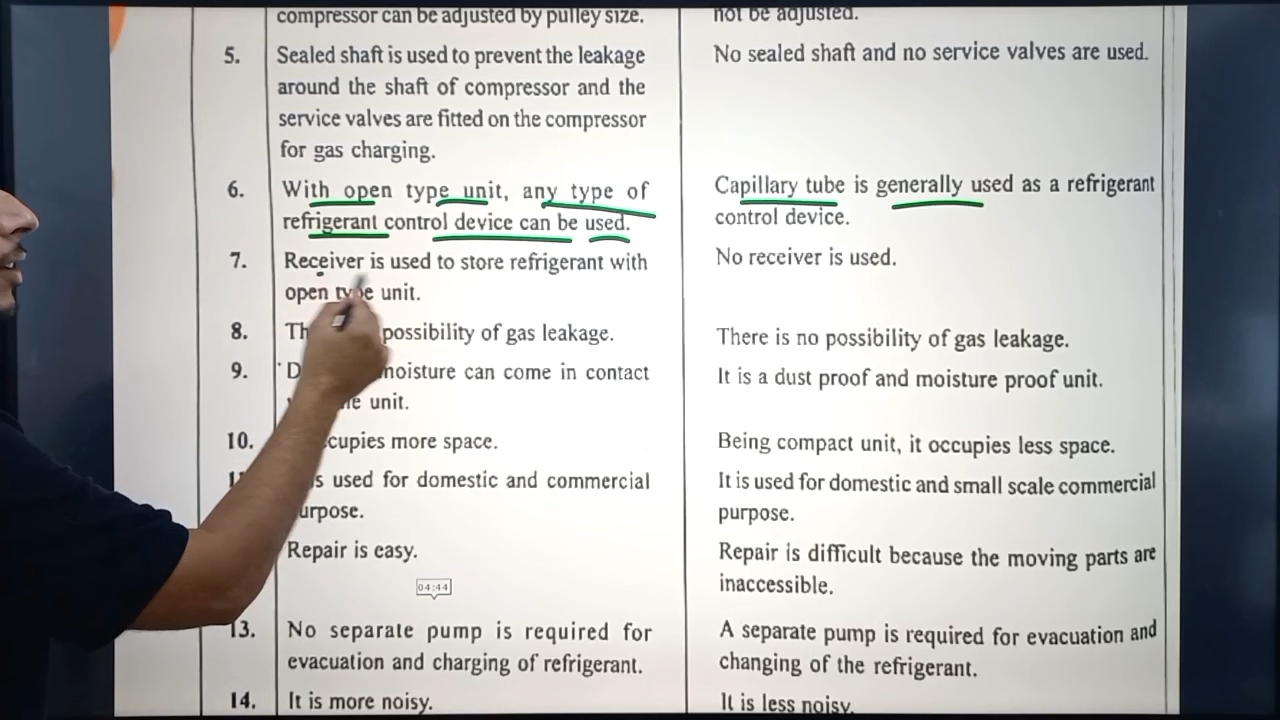 compressor can be adjusted by pulley size.
not be adjusted.
5.
Sealed shaft is used to prevent the leakage
around the shaft of compressor and the
service valves are fitted on the compressor
for gas charging.
No sealed shaft and no service valves are used.
6.
With open type unit, any type of
refrigerant control device can be used.
Capillary tube is generally used as a refrigerant
control device.
7.
Receiver is used to store refrigerant with
open type unit.
No receiver is used.
8.
possibility of gas leakage.
There is no possibility of gas leakage.
9.
moisture can come in contact
unit.
It is a dust proof and moisture proof unit.
10.
more space.
Being compact unit, it occupies less space.
used for domestic and commercial
It is used for domestic and small scale commercial
purpose.
Repair is easy.
Repair is difficult because the moving parts are
inaccessible.
04:44
13.
No separate pump is required for
evacuation and charging of refrigerant.
A separate pump is required for evacuation and
changing of the refrigerant.
14.
It is more noisy.
It is less noisy.